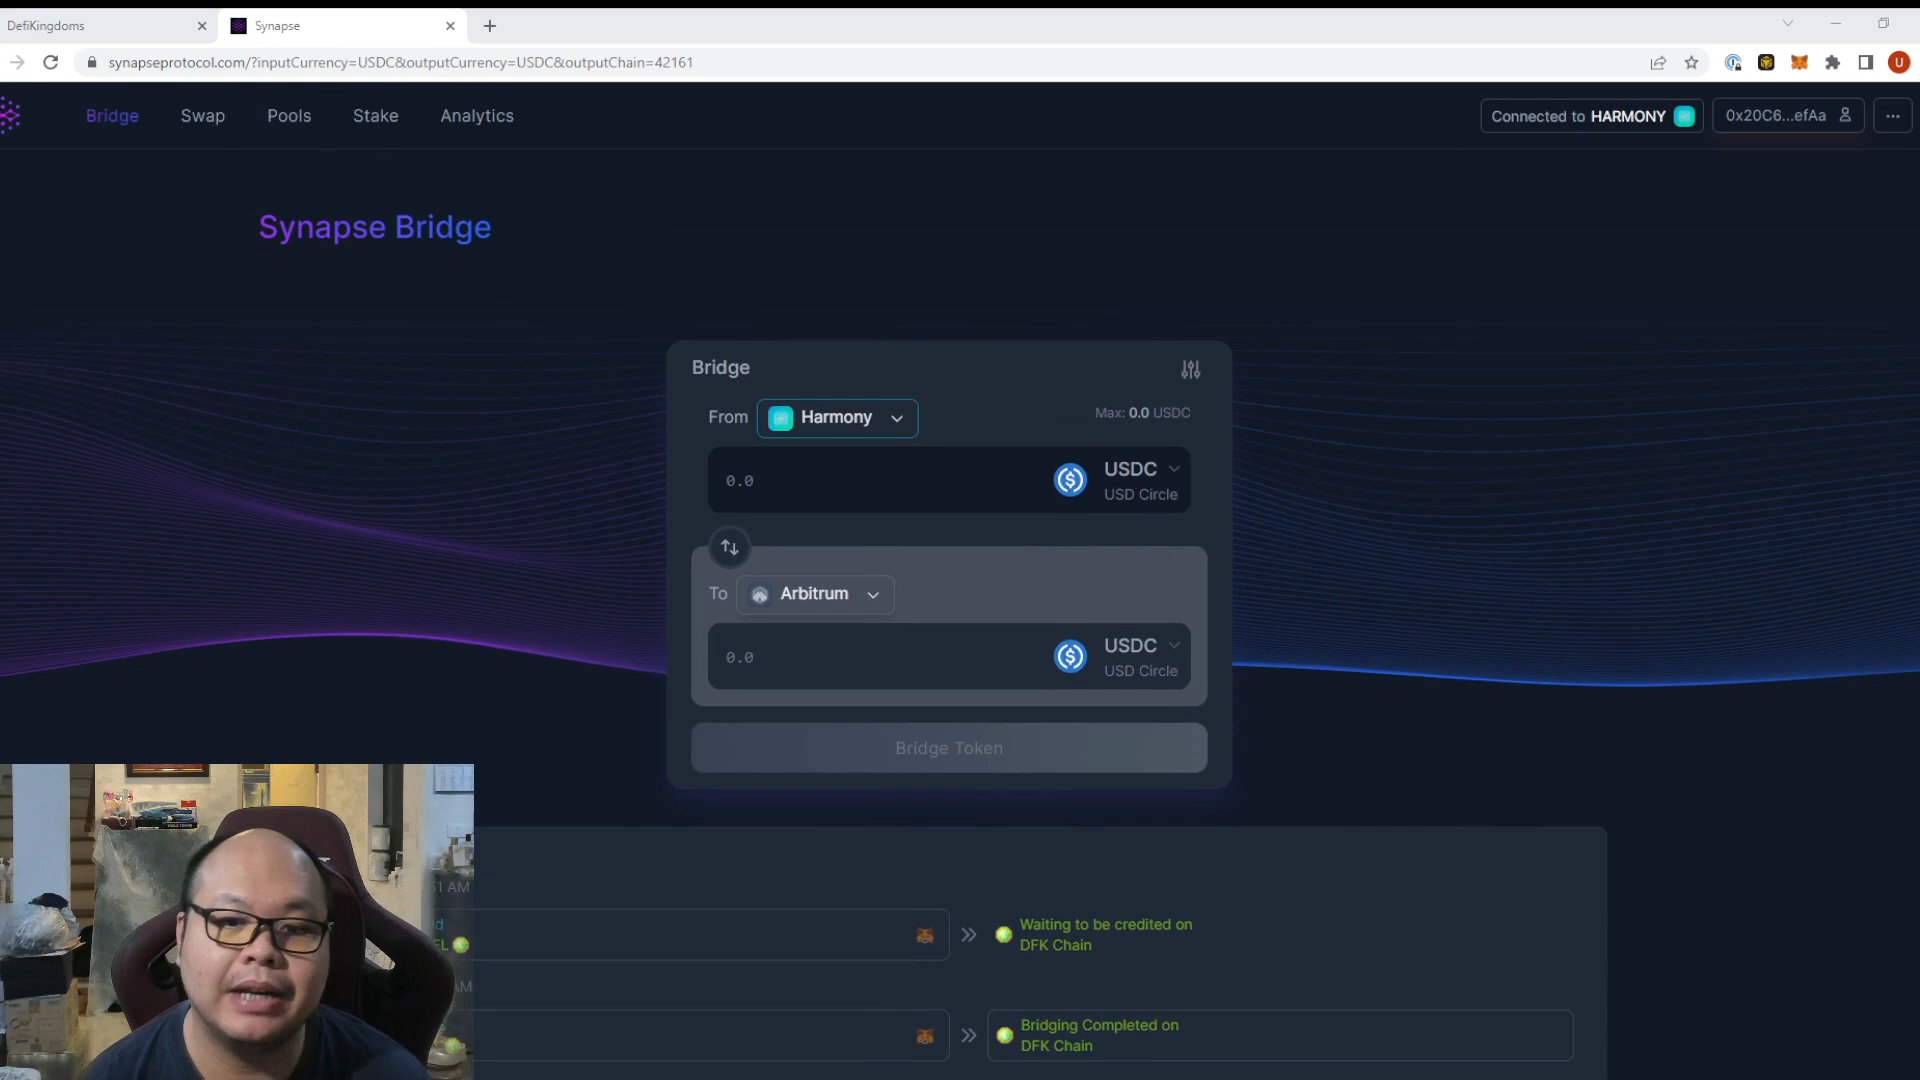 DefiKingdoms
Synapse
synapseprotocol.com/?inputCurrency=USDC&outputCurrency=USDC&outputChain=42161
U
Bridge
Swap
Pools
Stake
Analytics
Connected to HARMONY
0x20C6...efAa
...
Synapse Bridge
Bridge
From
Harmony
Max: 0.0 USDC
0.0
USDC
USD Circle
To
Arbitrum
0.0
USDC
USD Circle
Bridge Token
AM
Waiting to be credited on
DFK Chain
AM
Bridging Completed on
DFK Chain